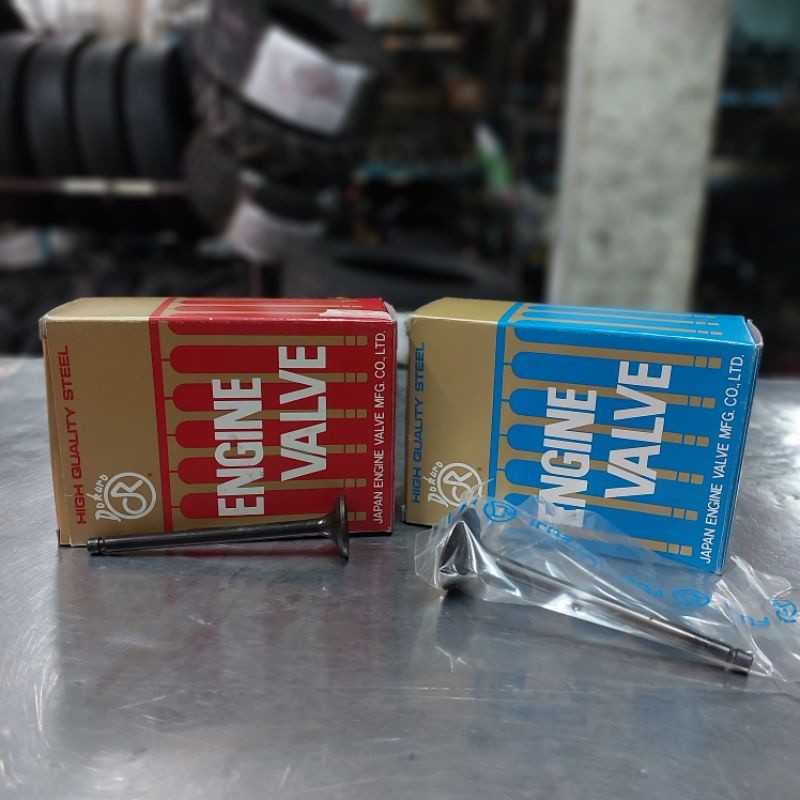 HIGH QUALITY STEEL
ENGINE
VALVE
JAPAN ENGINE VALVE MFG. CO., LTD.
HIGH QUALITY STEEL
ENGINE
VALVE
JAPAN ENGINE VALVE MFG. CO., LTD.